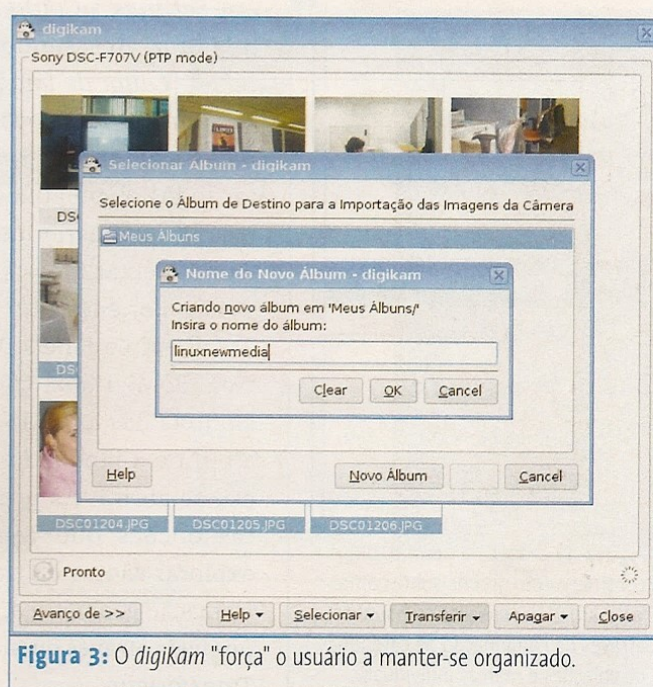 digikam
Sony DSC-F707V (PTP mode)
Selecionar Álbum - digikam
Selecione o Álbum de Destino para a Importação das Imagens da Câmera
Meus Álbuns
Nome do Novo Álbum - digikam
Criando novo álbum em 'Meus Álbuns/'
Insira o nome do álbum:
linuxnewmedia
Clear OK Cancel
Help Novo Álbum Cancel
DSC01204.JPG DSC01205.JPG DSC01206.JPG
Pronto
Avanço de >> Help Selecionar Transferir Apagar Close
Figura 3: O digiKam "força" o usuário a manter-se organizado.